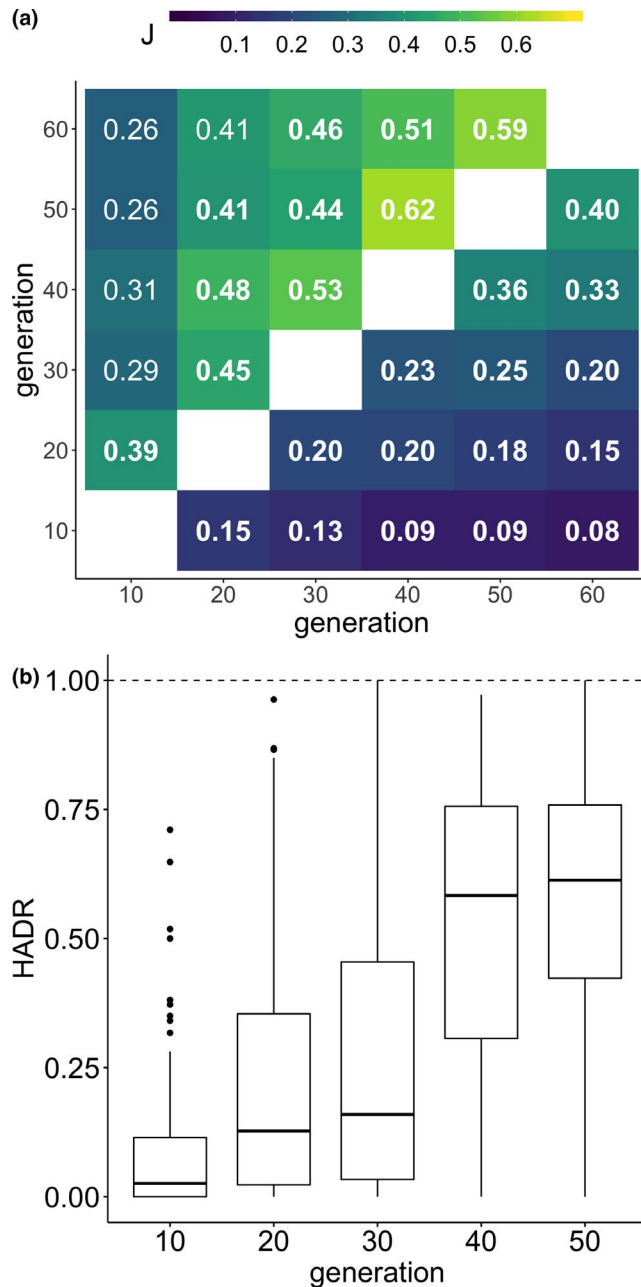 (a)
J 0.1 0.2 0.3 0.4 0.5 0.6
60 0.26 0.41 0.46 0.51 0.59
50 0.26 0.41 0.44 0.62 0.40
40 0.31 0.48 0.53 0.36 0.33
generation
30 0.29 0.45 0.23 0.25 0.20
20 0.39 0.20 0.20 0.18 0.15
10 0.15 0.13 0.09 0.09 0.08
10 20 30 40 50 60
generation
(b)
1.00
0.75
HADR
0.50
0.25
0.00
10 20 30 40 50
generation